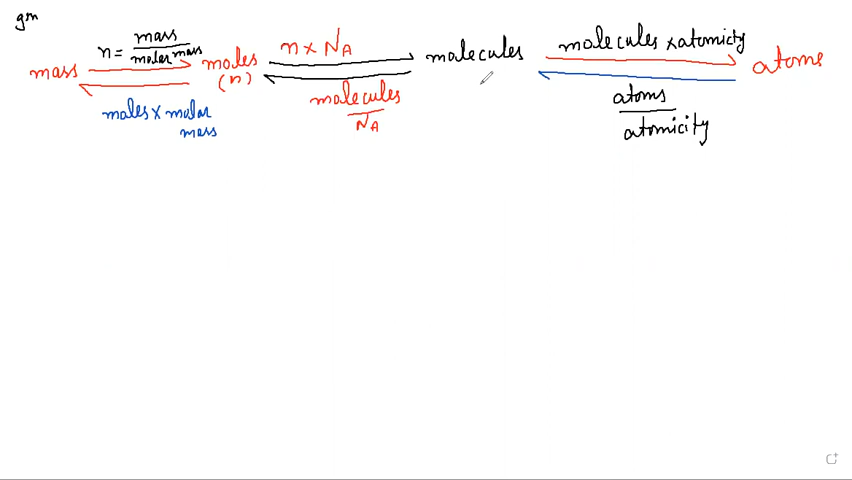 gm
n = mass / molar mass
mass
moles
(n)
moles x molar
mass
n x NA
molecules / NA
molecules
molecules x atomicity
atoms / atomicity
atoms